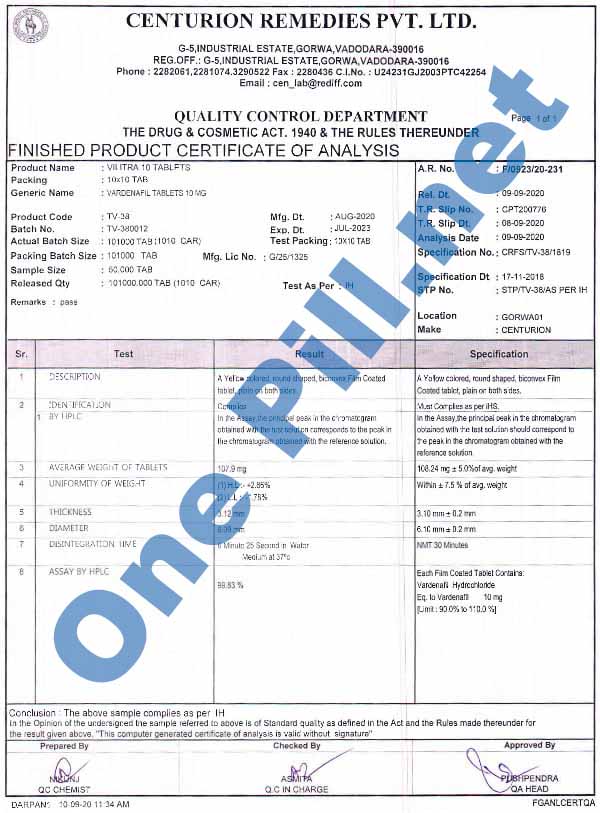 CENTURION REMEDIES PVT. LTD.
G-5,INDUSTRIAL ESTATE,GORWA,VADODARA-390016
REG.OFF.: G-5,INDUSTRIAL ESTATE,GORWA,VADODARA-390016
Phone : 2282061,2281074,3290522 Fax : 2280436 C.I.No. : U24231GJ2003PTC42254
Email : cen_lab@rediff.com
QUALITY CONTROL DEPARTMENT
Page 1 of 1
THE DRUG & COSMETIC ACT. 1940 & THE RULES THEREUNDER
FINISHED PRODUCT CERTIFICATE OF ANALYSIS
Product Name : VILITRA 10 TABLETS
Packing : 10x10 TAB
Generic Name : VARDENAFIL TABLETS 10 MG
Product Code : TV-38 Mfg. Dt. : AUG-2020
Batch No. : TV-380012 Exp. Dt. : JUL-2023
Actual Batch Size : 101000 TAB (1010 CAR) Test Packing : 10X10 TAB
Packing Batch Size : 101000 TAB Mfg. Lic No. : G/25/1325
Sample Size : 50.000 TAB
Released Qty : 101000.000 TAB (1010 CAR) Test As Per : IH
Remarks : pass
A.R. No. : F/0923/20-231
Rel. Dt. : 09-09-2020
T.R. Slip No. : CPT200776
T.R. Slip Dt. : 08-09-2020
Analysis Date : 09-09-2020
Specification No. : CRFS/TV-38/1819
Specification Dt : 17-11-2018
STP No. : STP/TV-38/AS PER IH
Location : GORWA01
Make : CENTURION
Sr. Test Result Specification
1 DESCRIPTION A Yellow colored, round shaped, biconvex Film Coated tablet, plain on both sides. A Yellow colored, round shaped, biconvex Film Coated tablet, plain on both sides.
2 IDENTIFICATION Complies Must Complies as per IHS.
1 BY HPLC In the Assay,the principal peak in the chromatogram obtained with the test solution corresponds to the peak in the chromatogram obtained with the reference solution. In the Assay,the principal peak in the chromatogram obtained with the test solution should correspond to the peak in the chromatogram obtained with the reference solution.
3 AVERAGE WEIGHT OF TABLETS 107.9 mg 108.24 mg ± 5.0%of avg. weight
4 UNIFORMITY OF WEIGHT (1) H.L:- +2.85% Within ± 7.5 % of avg. weight
(2) L.L:
5 THICKNESS 3.12 mm 3.10 mm ± 0.2 mm
6 DIAMETER 6.09 mm 6.10 mm ± 0.2 mm
7 DISINTEGRATION TIME 6 Minute 25 Second in Water NMT 30 Minutes
Medium at 37º
8 ASSAY BY HPLC 99.83 % Each Film Coated Tablet Contains:
Vardenafil Hydrochloride
Eq. to Vardenafil 10 mg
[Limit : 90.0% to 110.0 %]
Conclusion : The above sample complies as per IH
In the Opinion of the undersigned the sample referred to above is of Standard quality as defined in the Act and the Rules made thereunder for
the result given above. "This computer generated certificate of analysis is valid without signature"
Prepared By Checked By Approved By
NIKUNJ ASMITA PUSHPENDRA
QC CHEMIST Q.C IN CHARGE QA HEAD
DARPAN1 10-09-20 11:34 AM FGANLCERTQA
One Pill.net